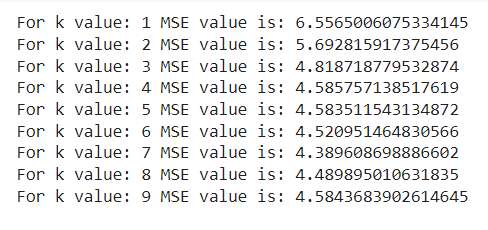 For k value: 1 MSE value is: 6.5565006075334145
For k value: 2 MSE value is: 5.692815917375456
For k value: 3 MSE value is: 4.818718779532874
For k value: 4 MSE value is: 4.585757138517619
For k value: 5 MSE value is: 4.583511543134872
For k value: 6 MSE value is: 4.520951464830566
For k value: 7 MSE value is: 4.389608698886602
For k value: 8 MSE value is: 4.489895010631835
For k value: 9 MSE value is: 4.5843683902614645